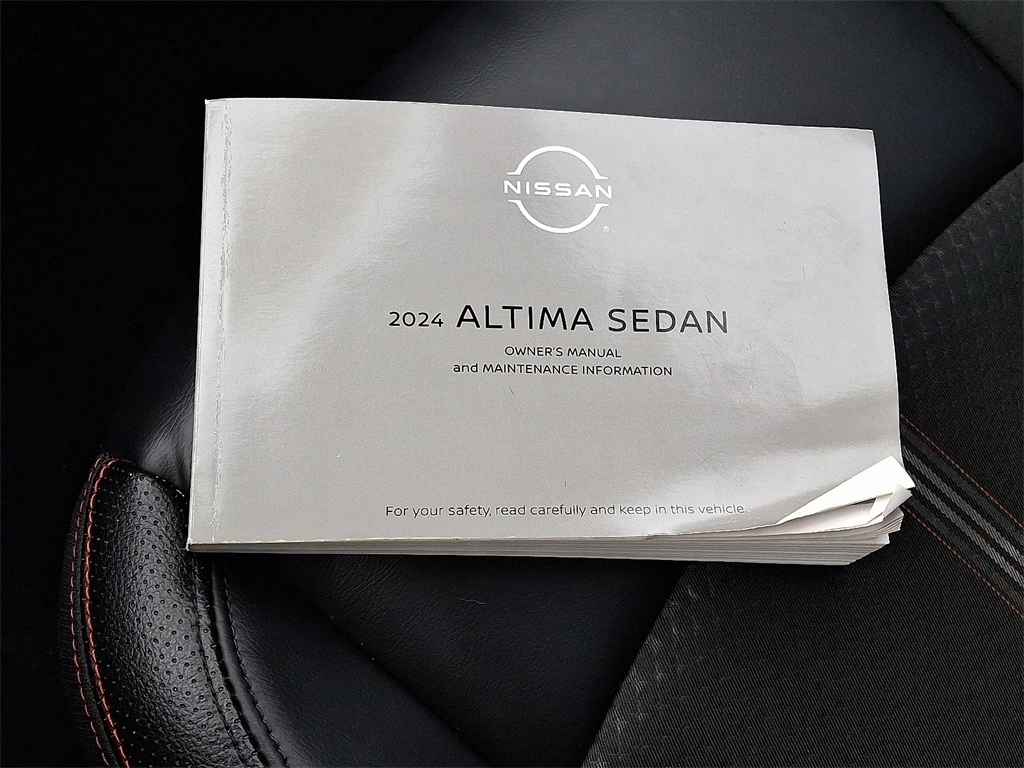 NISSAN
®
2024 ALTIMA SEDAN
OWNER'S MANUAL
and MAINTENANCE INFORMATION
For your safety, read carefully and keep in this vehicle.